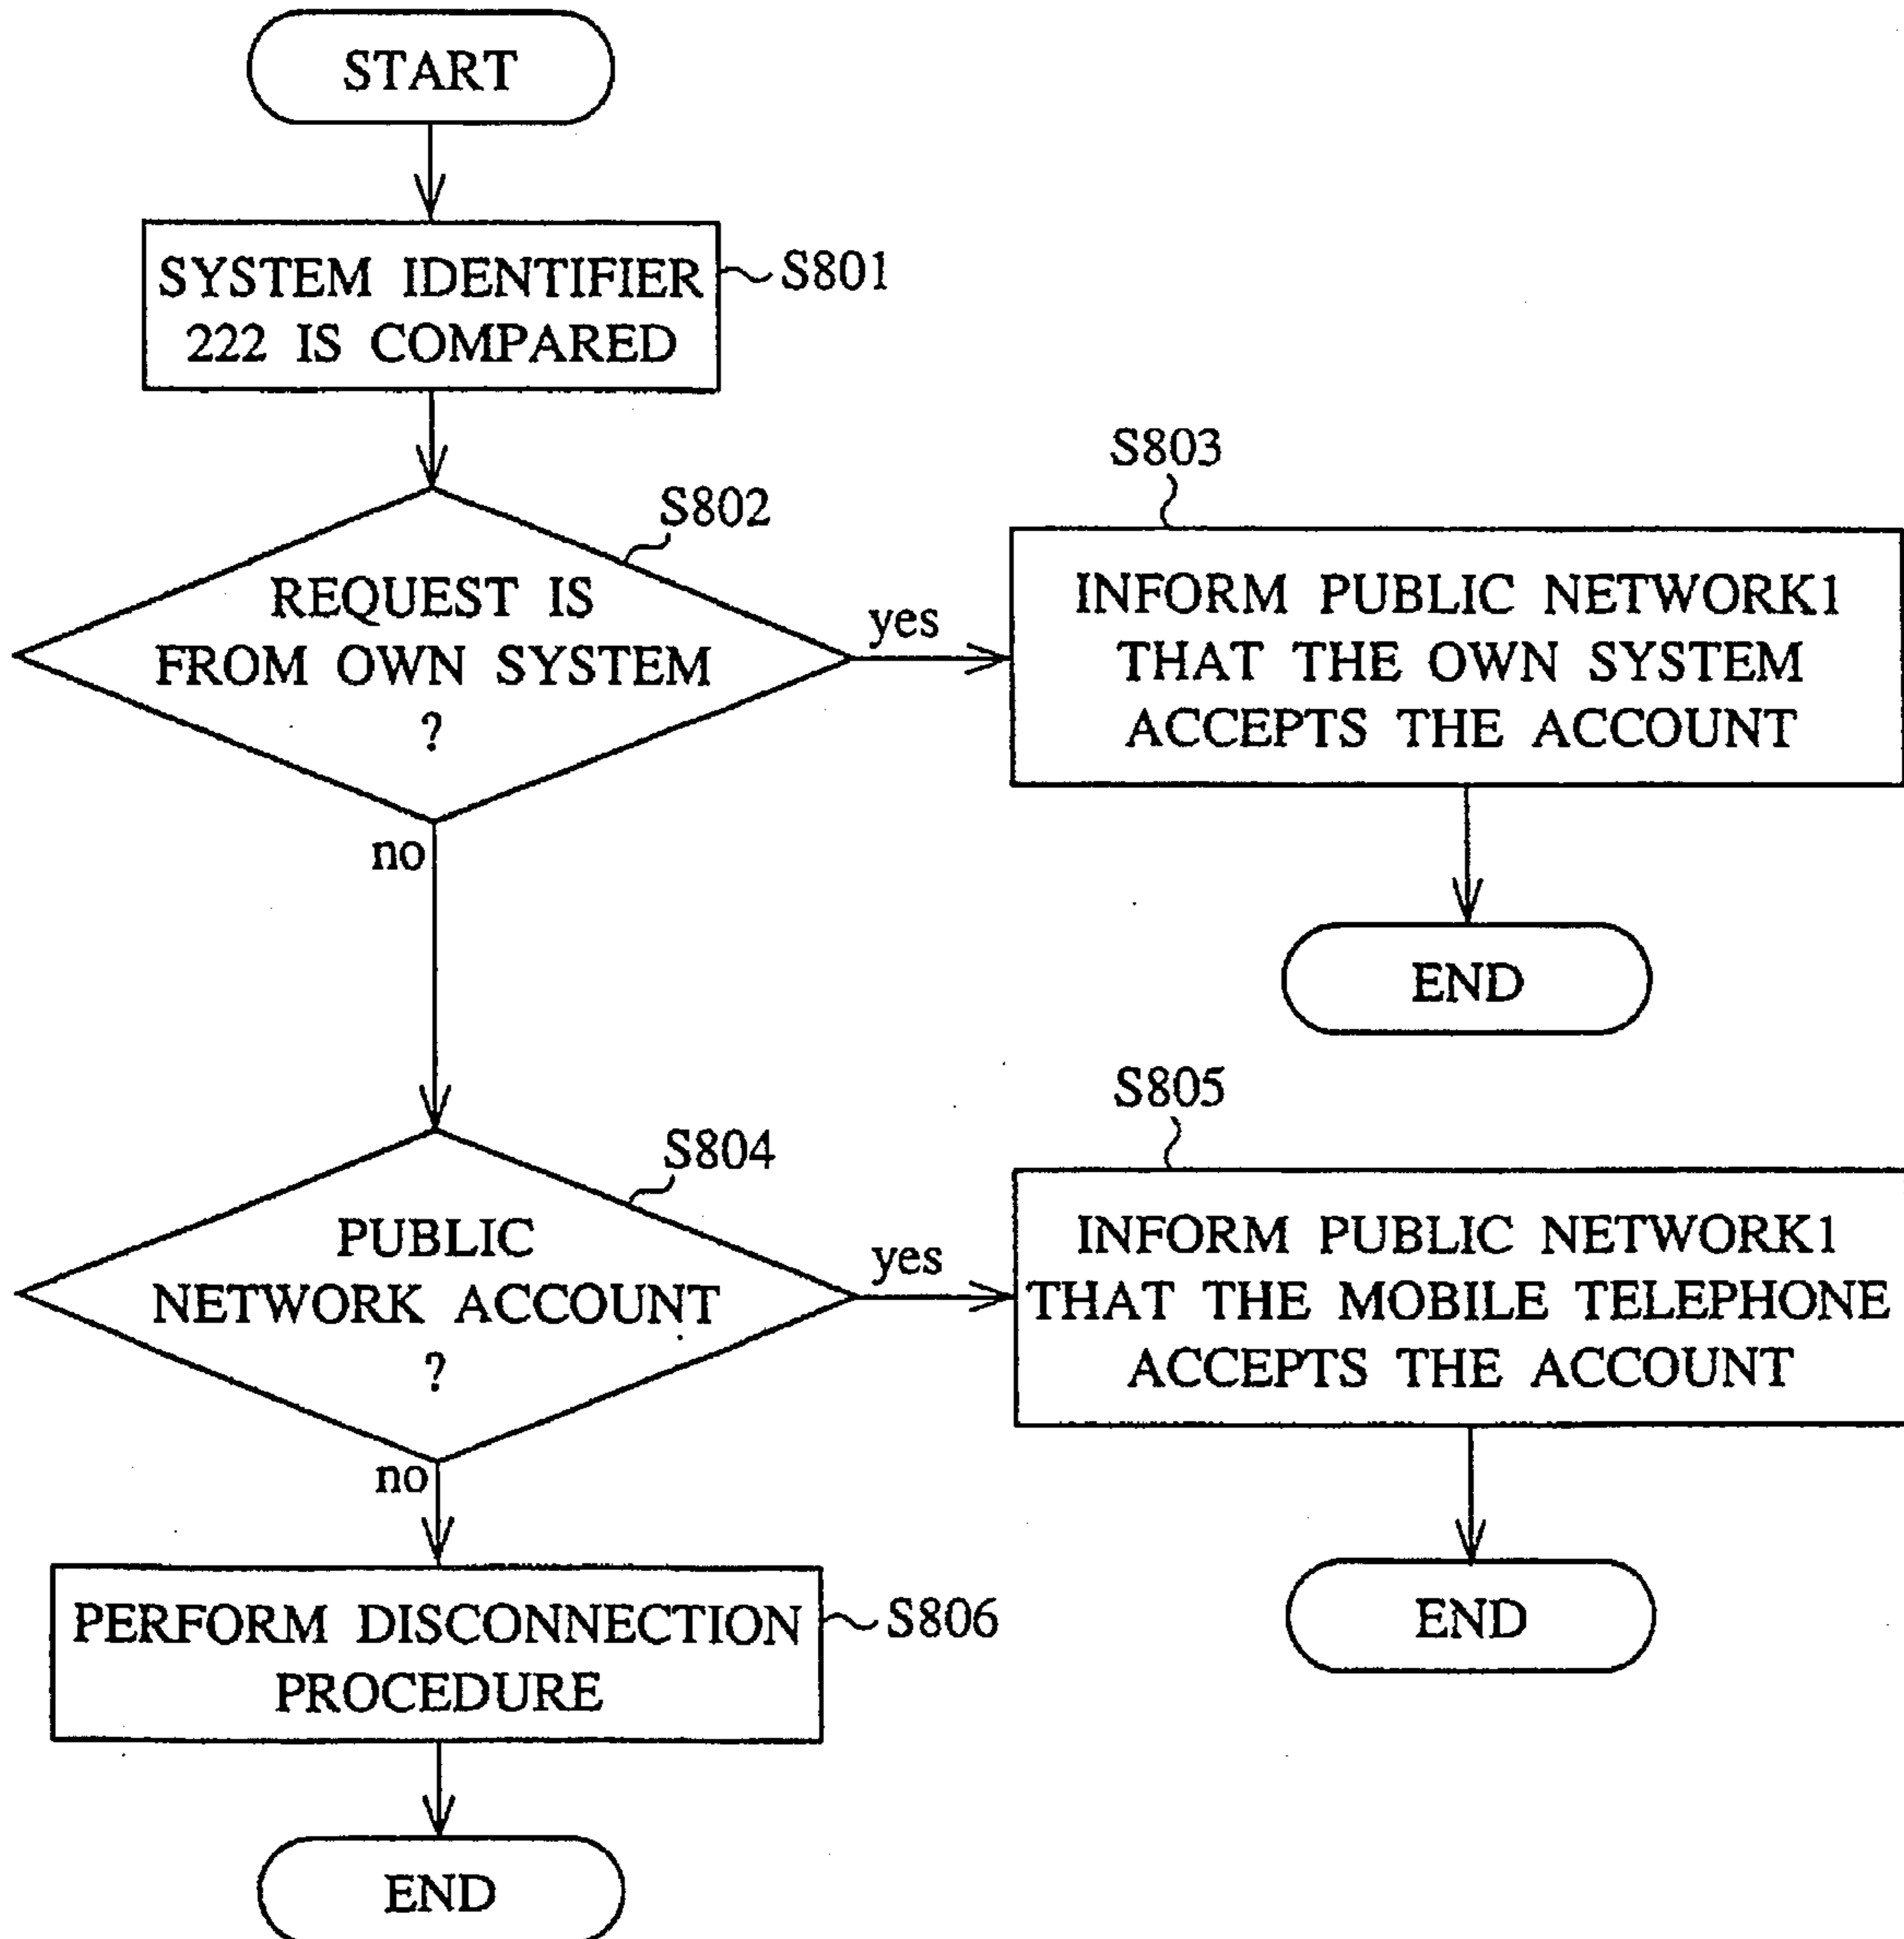 START
SYSTEM IDENTIFIER
222 IS COMPARED
S801
S802
REQUEST IS
FROM OWN SYSTEM
?
yes
no
S803
INFORM PUBLIC NETWORK1
THAT THE OWN SYSTEM
ACCEPTS THE ACCOUNT
END
S804
PUBLIC
NETWORK ACCOUNT
?
yes
no
S805
INFORM PUBLIC NETWORK1
THAT THE MOBILE TELEPHONE
ACCEPTS THE ACCOUNT
END
PERFORM DISCONNECTION
PROCEDURE
S806
END